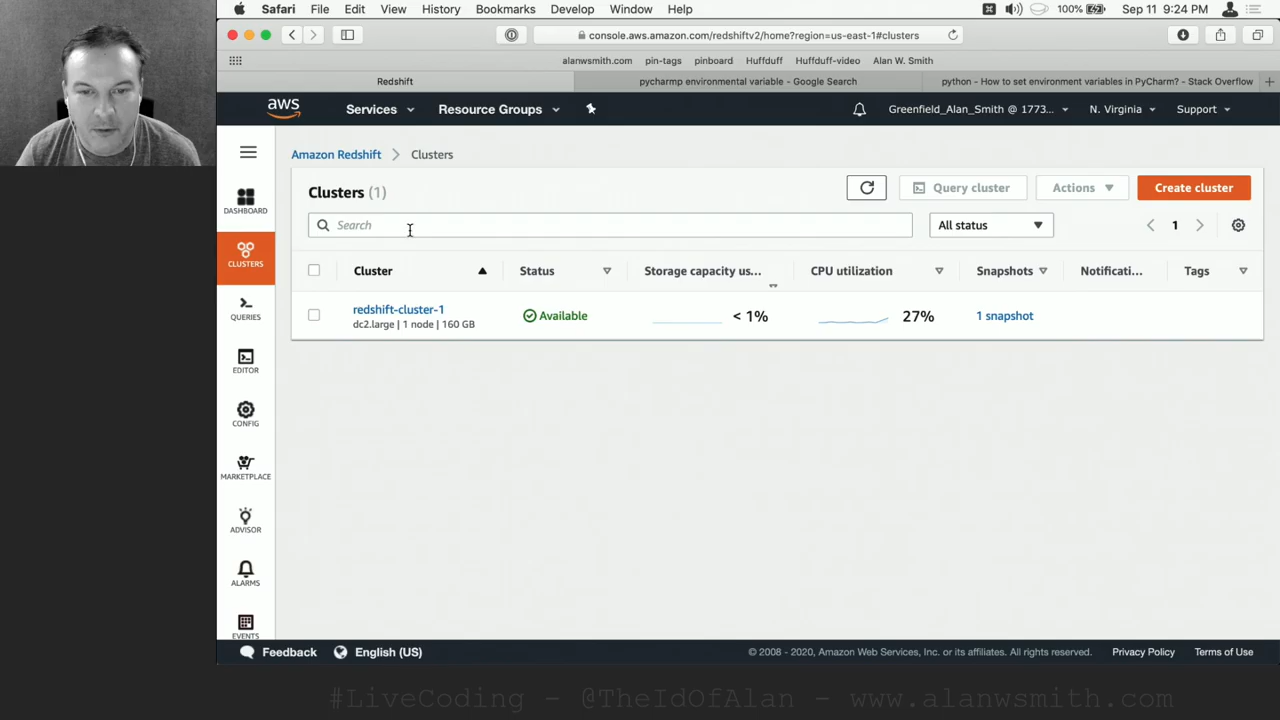 Safari File Edit View History Bookmarks Develop Window Help 100% Sep 11 9:24 PM
console.aws.amazon.com/redshiftv2/home?region=us-east-1#clusters
alanwsmith.com pin-tags pinboard Huffduff Huffduff-video Alan W. Smith
Redshift pycharmp environmental variable - Google Search python - How to set environment variables in PyCharm? - Stack Overflow
aws Services Resource Groups Greenfield_Alan_Smith @ 1773... N. Virginia Support
Amazon Redshift Clusters
Clusters (1) Query cluster Actions Create cluster
Search All status 1
Cluster Status Storage capacity us... CPU utilization Snapshots Notificati... Tags
redshift-cluster-1 Available < 1% 27% 1 snapshot
dc2.large | 1 node | 160 GB
DASHBOARD
CLUSTERS
QUERIES
EDITOR
CONFIG
MARKETPLACE
ADVISOR
ALARMS
EVENTS
Feedback English (US) © 2008 - 2020, Amazon Web Services, Inc. or its affiliates. All rights reserved. Privacy Policy Terms of Use
#LiveCoding - @TheIdOfAlan - www.alanwsmith.com